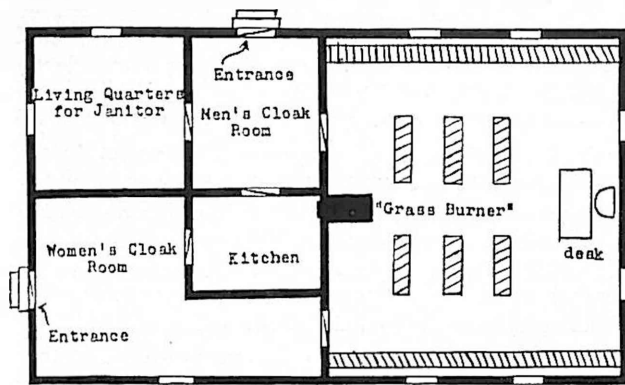 Entrance
Living Quarters
for Janitor
Men's Cloak
Room
"Grass Burner"
Women's Cloak
Room
Kitchen
desk
Entrance